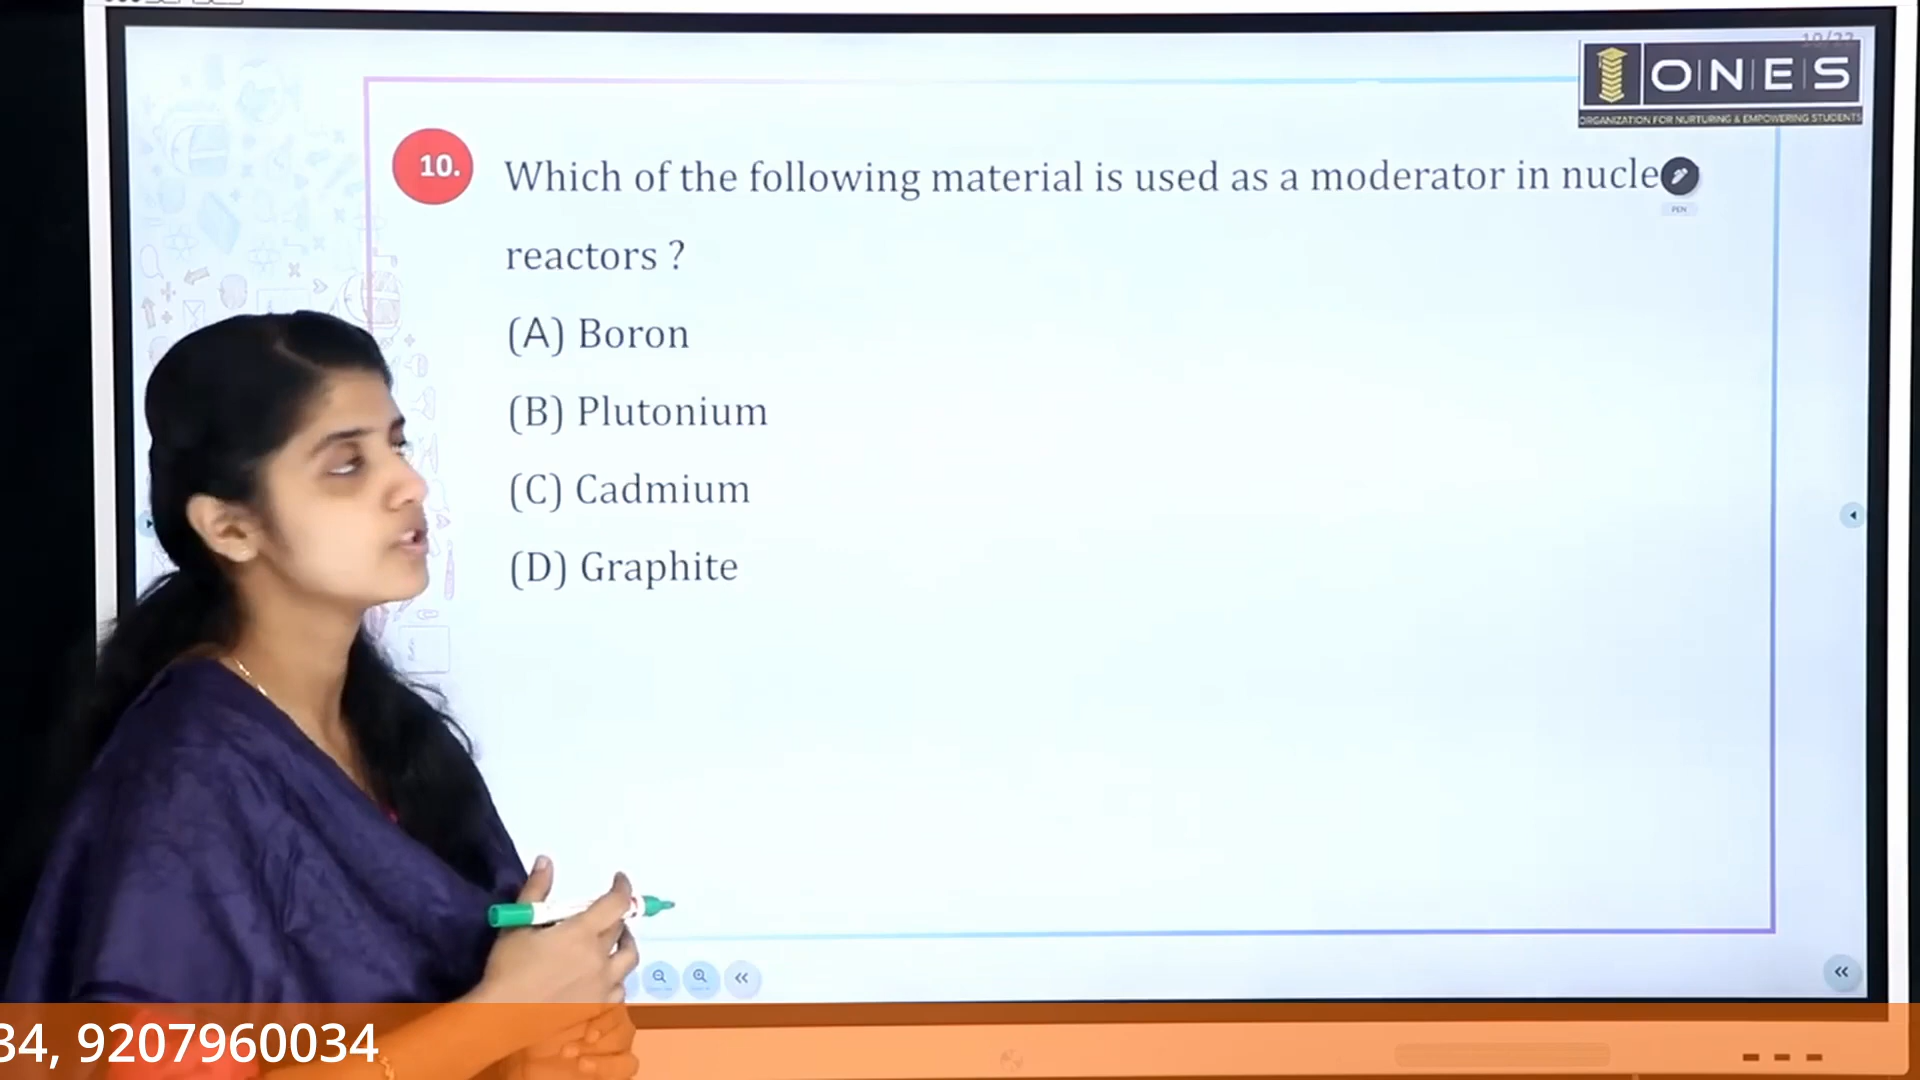 O|N|E|S
ORGANIZATION FOR NURTURING & EMPOWERING STUDENTS
10. Which of the following material is used as a moderator in nucle
PEN
reactors ?
(A) Boron
(B) Plutonium
(C) Cadmium
(D) Graphite
34, 9207960034